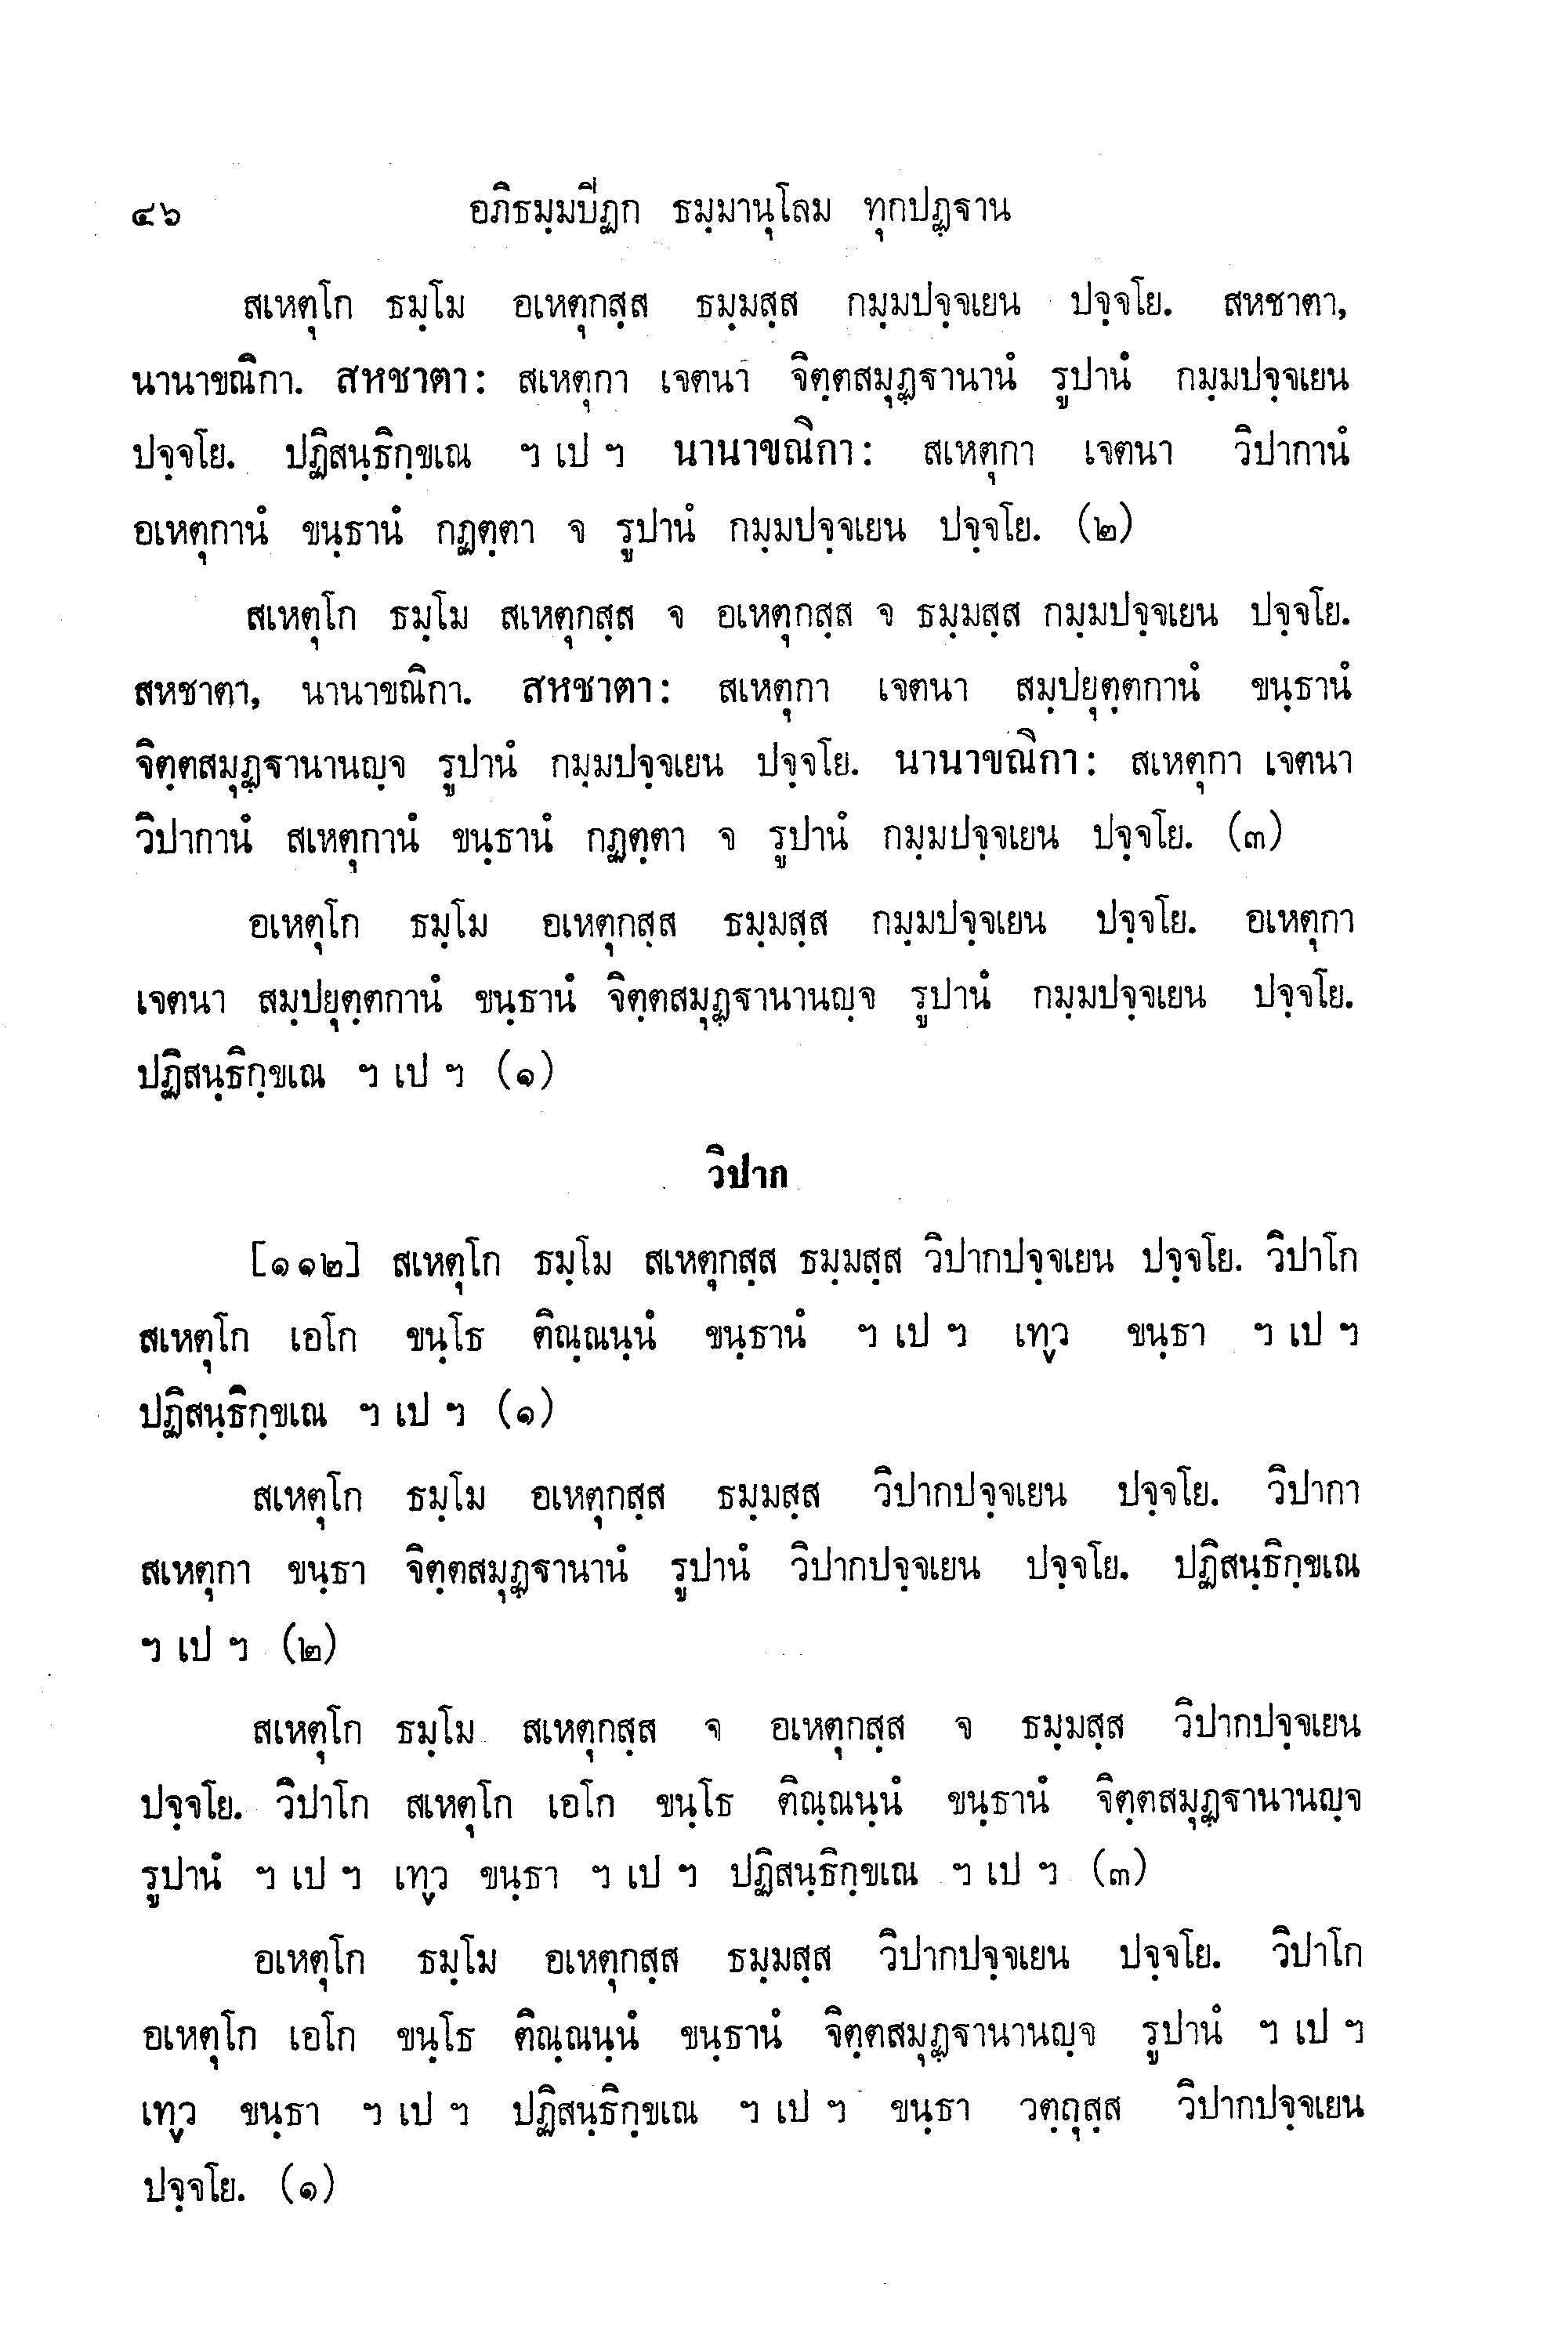 ๔๖ อภิธมฺมปิฏก ธมฺมานุโลม ทุกปฏฺฐาน
สเหตุโก ธมฺโม อเหตุกสฺส ธมฺมสฺส กมฺมปจฺจเยน ปจฺจโย. สหชาตา,
นานาขณิกา. สหชาตา: สเหตุกา เจตนา จิตฺตสมุฏฺฐานานํ รูปานํ กมฺมปจฺจเยน
ปจฺจโย. ปฏิสนฺธิกฺขเณ ฯ เป ฯ นานาขณิกา: สเหตุกา เจตนา วิปากานํ
อเหตุกานํ ขนฺธานํ กฏตฺตา จ รูปานํ กมฺมปจฺจเยน ปจฺจโย. (๒)
สเหตุโก ธมฺโม สเหตุกสฺส จ อเหตุกสฺส จ ธมฺมสฺส กมฺมปจฺจเยน ปจฺจโย.
สหชาตา, นานาขณิกา. สหชาตา: สเหตุกา เจตนา สมฺปยุตฺตกานํ ขนฺธานํ
จิตฺตสมุฏฺฐานานญฺจ รูปานํ กมฺมปจฺจเยน ปจฺจโย. นานาขณิกา: สเหตุกา เจตนา
วิปากานํ สเหตุกานํ ขนฺธานํ กฏตฺตา จ รูปานํ กมฺมปจฺจเยน ปจฺจโย. (๓)
อเหตุโก ธมฺโม อเหตุกสฺส ธมฺมสฺส กมฺมปจฺจเยน ปจฺจโย. อเหตุกา
เจตนา สมฺปยุตฺตกานํ ขนฺธานํ จิตฺตสมุฏฺฐานานญฺจ รูปานํ กมฺมปจฺจเยน ปจฺจโย.
ปฏิสนฺธิกฺขเณ ฯ เป ฯ (๑)
วิปาก
[๑๑๒] สเหตุโก ธมฺโม สเหตุกสฺส ธมฺมสฺส วิปากปจฺจเยน ปจฺจโย. วิปาโก
สเหตุโก เอโก ขนฺโธ ติณฺณนฺนํ ขนฺธานํ ฯ เป ฯ เทฺว ขนฺธา ฯ เป ฯ
ปฏิสนฺธิกฺขเณ ฯ เป ฯ (๑)
สเหตุโก ธมฺโม อเหตุกสฺส ธมฺมสฺส วิปากปจฺจเยน ปจฺจโย. วิปากา
สเหตุกา ขนฺธา จิตฺตสมุฏฺฐานานํ รูปานํ วิปากปจฺจเยน ปจฺจโย. ปฏิสนฺธิกฺขเณ
ฯ เป ฯ (๒)
สเหตุโก ธมฺโม สเหตุกสฺส จ อเหตุกสฺส จ ธมฺมสฺส วิปากปจฺจเยน
ปจฺจโย. วิปาโก สเหตุโก เอโก ขนฺโธ ติณฺณนฺนํ ขนฺธานํ จิตฺตสมุฏฺฐานานญฺจ
รูปานํ ฯ เป ฯ เทฺว ขนฺธา ฯ เป ฯ ปฏิสนฺธิกฺขเณ ฯ เป ฯ (๓)
อเหตุโก ธมฺโม อเหตุกสฺส ธมฺมสฺส วิปากปจฺจเยน ปจฺจโย. วิปาโก
อเหตุโก เอโก ขนฺโธ ติณฺณนฺนํ ขนฺธานํ จิตฺตสมุฏฺฐานานญฺจ รูปานํ ฯ เป ฯ
เทฺว ขนฺธา ฯ เป ฯ ปฏิสนฺธิกฺขเณ ฯ เป ฯ ขนฺธา วตฺถุสฺส วิปากปจฺจเยน
ปจฺจโย. (๑)